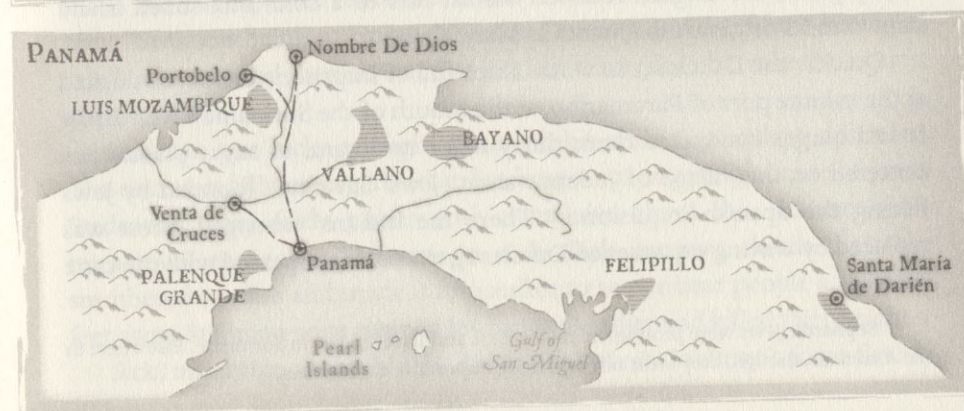 PANAMÁ
Nombre De Dios
Portobelo
LUIS MOZAMBIQUE
BAYANO
VALLANO
Venta de
Cruces
Panamá
PALENQUE
GRANDE
FELIPILLO
Santa María
de Darién
Pearl
Islands
Gulf of
San Miguel